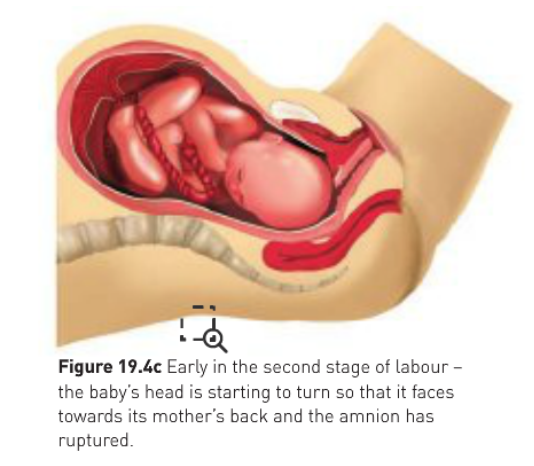 Figure 19.4c Early in the second stage of labour –
the baby's head is starting to turn so that it faces
towards its mother's back and the amnion has
ruptured.